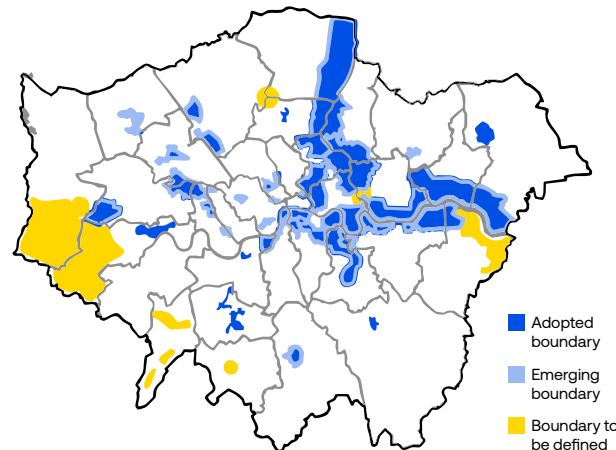 Adopted
boundary
Emerging
boundary
Boundary to
be defined